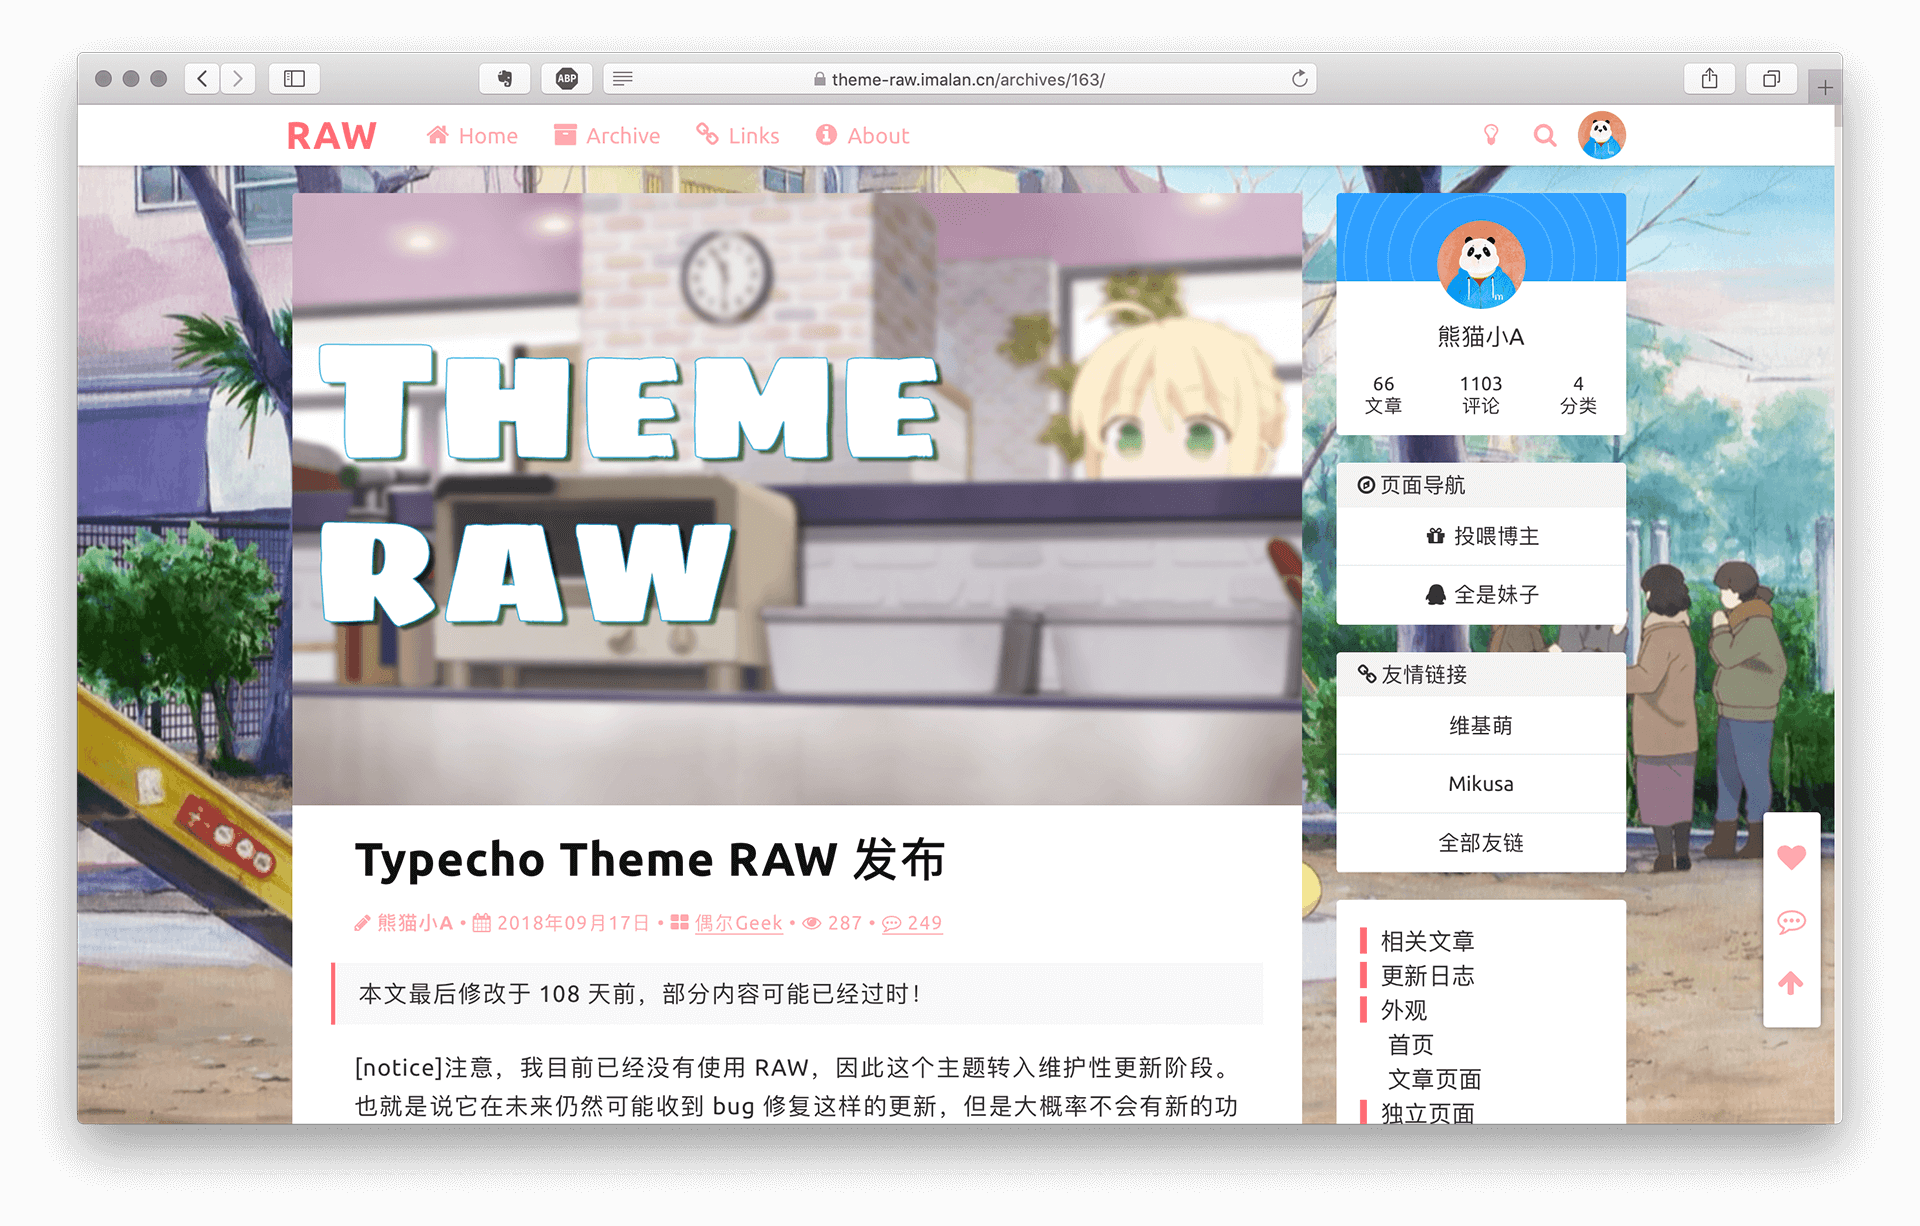 ABP
theme-raw.imalan.cn/archives/163/
RAW
Home
Archive
Links
About
THEME
RAW
熊猫小A
66
文章
1103
评论
4
分类
页面导航
投喂博主
全是妹子
友情链接
维基萌
Mikusa
全部友链
Typecho Theme RAW 发布
熊猫小A • 2018年09月17日 • 偶尔Geek • 287 • 249
本文最后修改于 108 天前，部分内容可能已经过时！
[notice]注意，我目前已经没有使用 RAW，因此这个主题转入维护性更新阶段。
也就是说它在未来仍然可能收到 bug 修复这样的更新，但是大概率不会有新的功
相关文章
更新日志
外观
首页
文章页面
独立页面